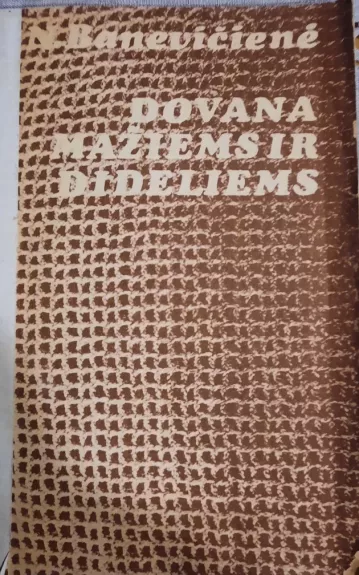 N. Banevičienė
DOVANA
MAŽIEMS IR
DIDELIEMS